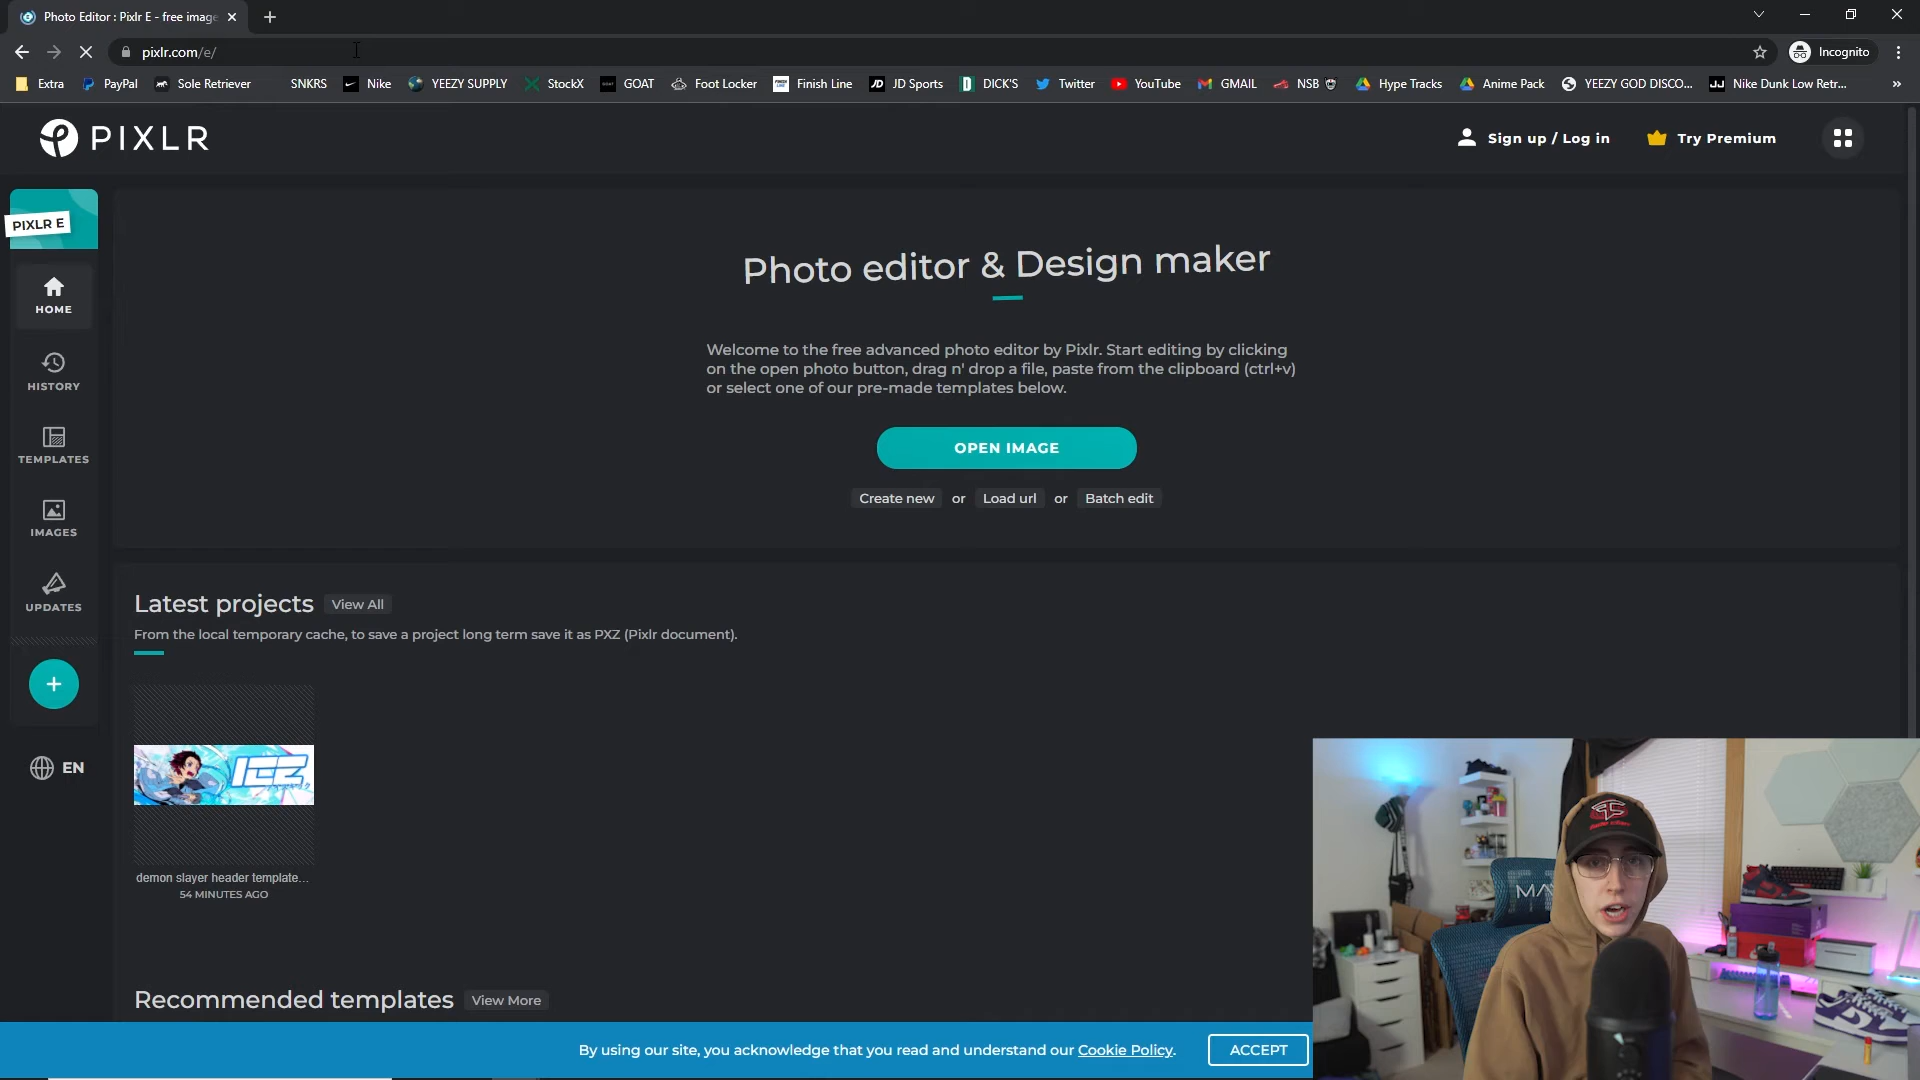 Photo Editor : Pixlr E - free image
pixlr.com/e/
Incognito
Extra PayPal Sole Retriever SNKRS Nike YEEZY SUPPLY StockX GOAT Foot Locker Finish Line JD Sports DICK'S Twitter YouTube GMAIL NSB Hype Tracks Anime Pack YEEZY GOD DISCO... Nike Dunk Low Retr... »
PIXLR
Sign up / Log in
Try Premium
PIXLR E
HOME
HISTORY
TEMPLATES
IMAGES
UPDATES
EN
Photo editor & Design maker
Welcome to the free advanced photo editor by Pixlr. Start editing by clicking
on the open photo button, drag n' drop a file, paste from the clipboard (ctrl+v)
or select one of our pre-made templates below.
OPEN IMAGE
Create new or Load url or Batch edit
Latest projects View All
From the local temporary cache, to save a project long term save it as PXZ (Pixlr document).
ICE
demon slayer header template...
54 MINUTES AGO
Recommended templates View More
By using our site, you acknowledge that you read and understand our Cookie Policy.
ACCEPT